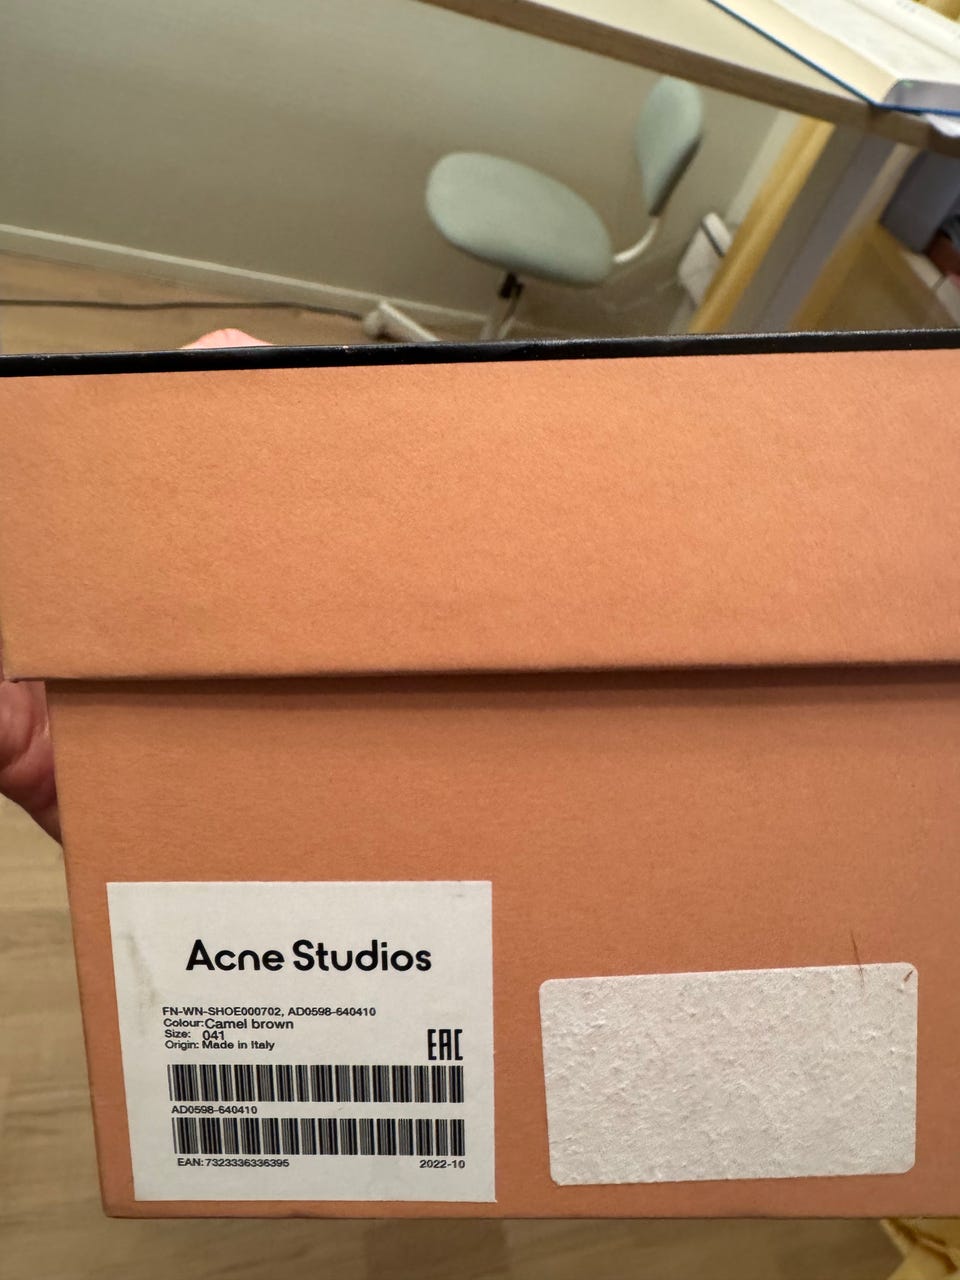 Acne Studios
FN-WN-SHOE000702, AD0598-640410
Colour: Camel brown
Size: 041
Origin: Made in Italy
EAC
AD0598-640410
EAN: 7323336336395 2022-10